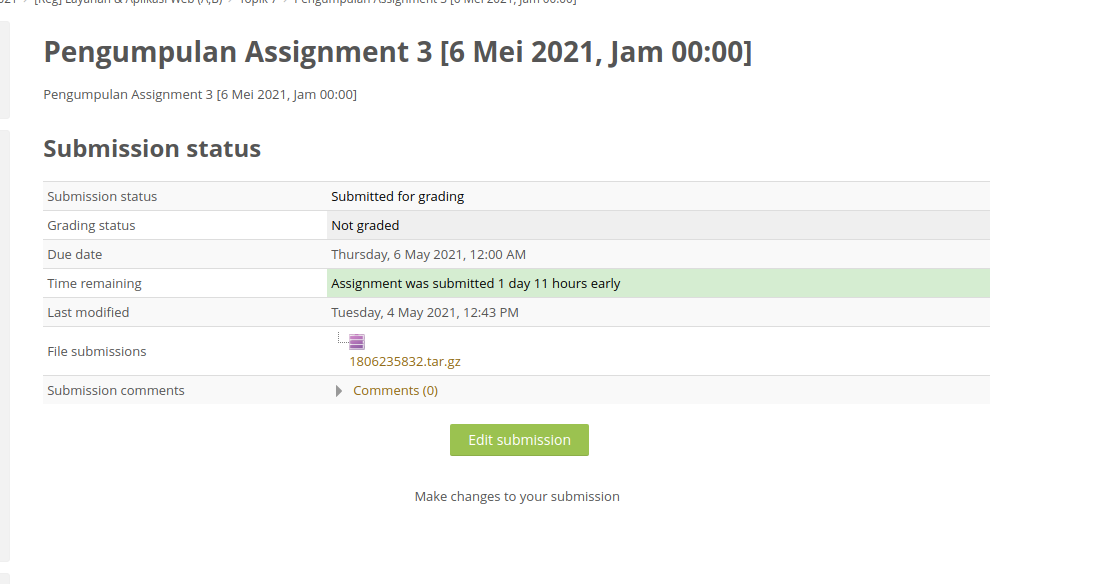 [Reg] Layanan & Aplikasi Web (A,B) Topik 7 Pengumpulan Assignment 3 [6 Mei 2021, Jam 00:00]
Pengumpulan Assignment 3 [6 Mei 2021, Jam 00:00]
Pengumpulan Assignment 3 [6 Mei 2021, Jam 00:00]
Submission status
Submission status Submitted for grading
Grading status Not graded
Due date Thursday, 6 May 2021, 12:00 AM
Time remaining Assignment was submitted 1 day 11 hours early
Last modified Tuesday, 4 May 2021, 12:43 PM
File submissions 1806235832.tar.gz
Submission comments Comments (0)
Edit submission
Make changes to your submission